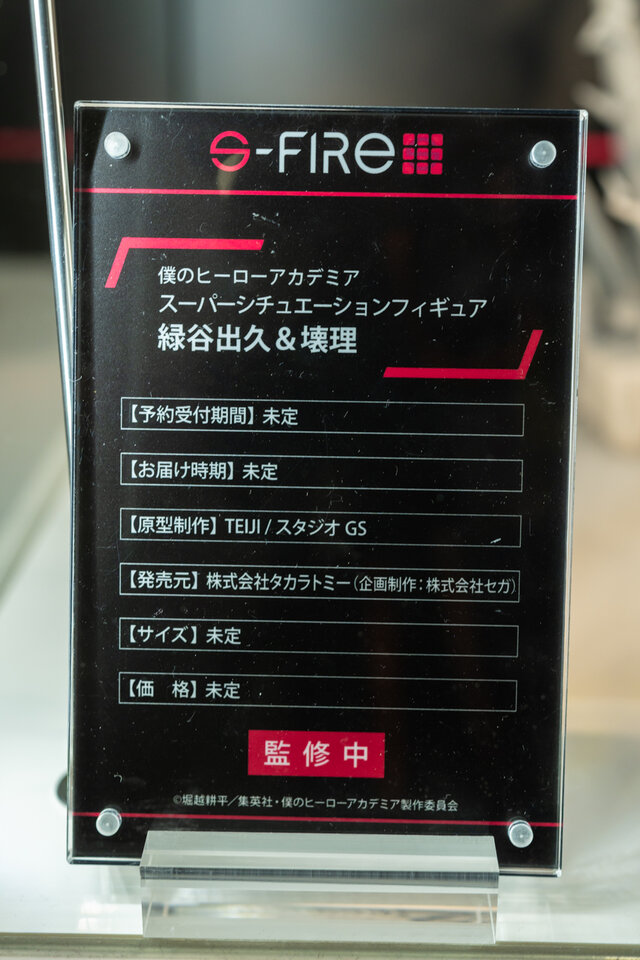 S-FIRE
僕のヒーローアカデミア
スーパーシチュエーションフィギュア
緑谷出久＆壊理
【予約受付期間】未定
【お届け時期】未定
【原型制作】TEIJI / スタジオ GS
【発売元】株式会社タカラトミー（企画制作：株式会社セガ）
【サイズ】未定
【価　格】未定
監修中
©堀越耕平／集英社・僕のヒーローアカデミア製作委員会